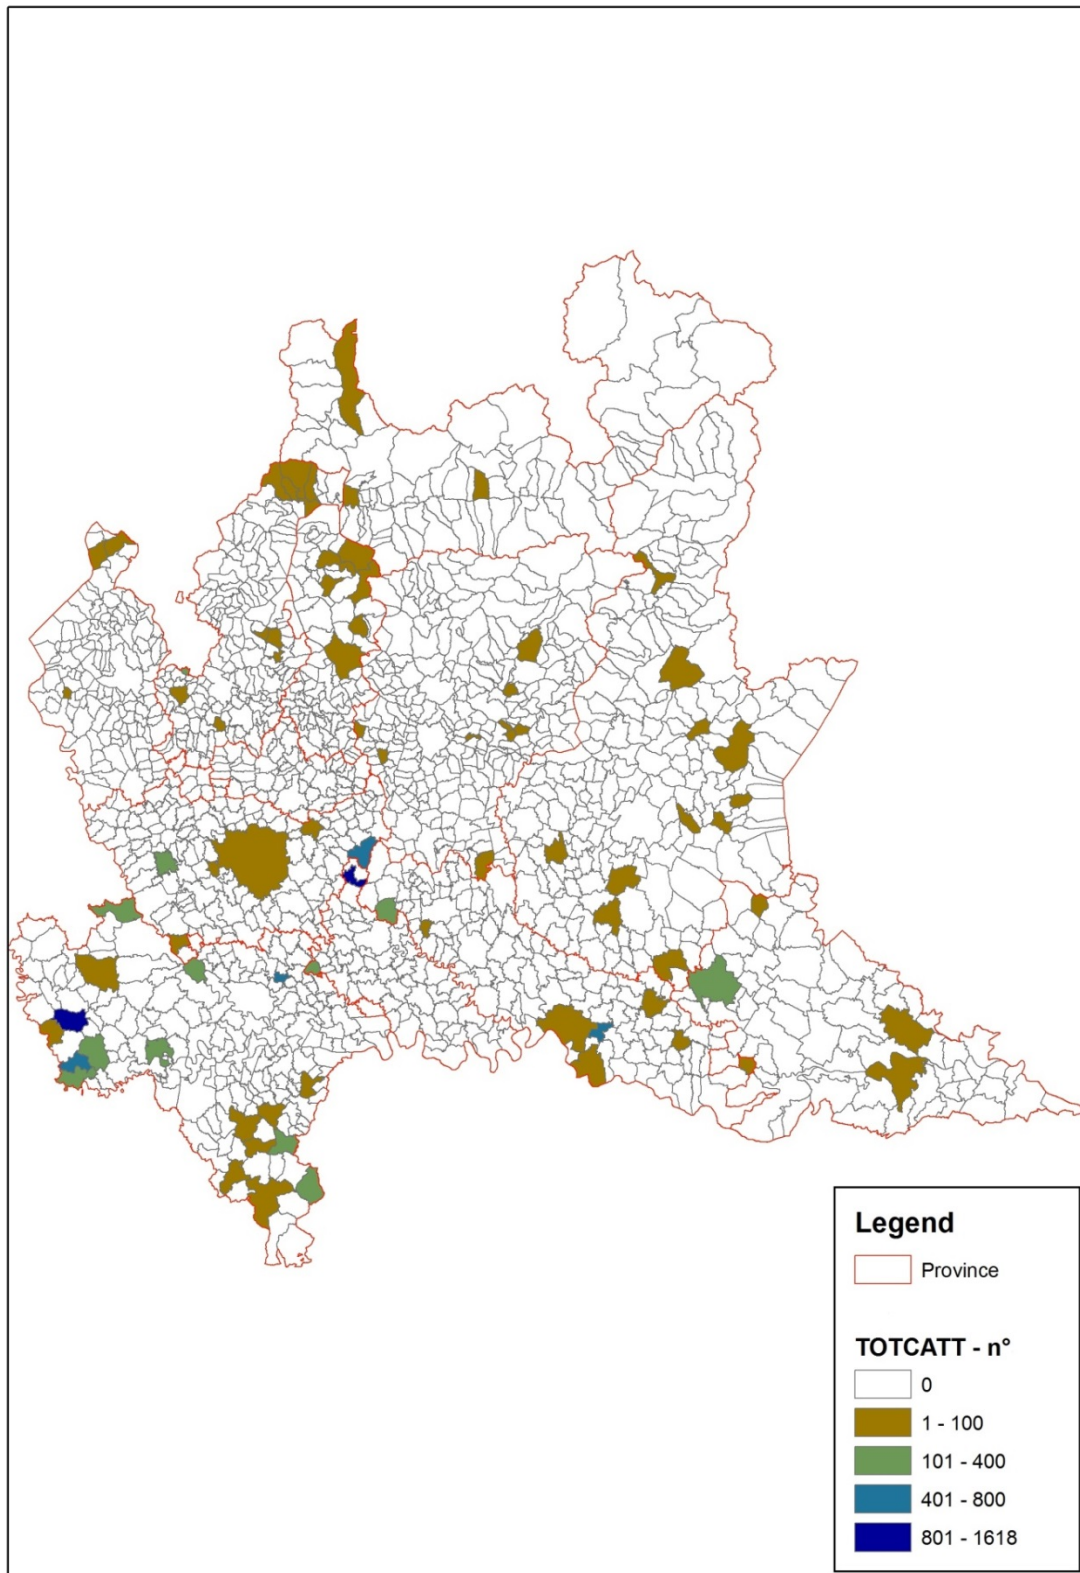 Legend
Province
TOTCATT - n°
0
1 - 100
101 - 400
401 - 800
801 - 1618